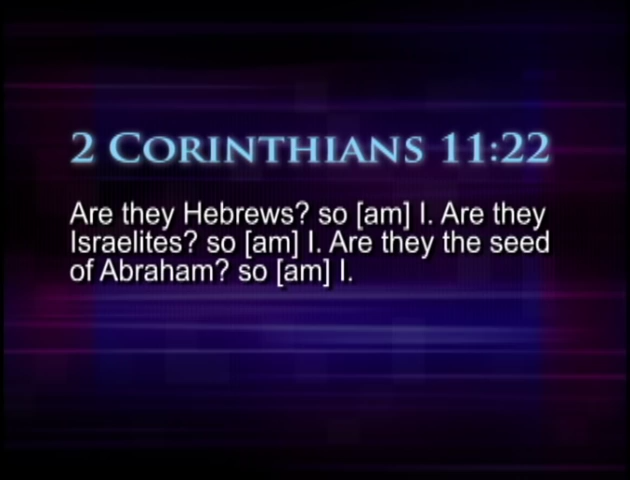 2 Corinthians 11:22
Are they Hebrews? so [am] I. Are they
Israelites? so [am] I. Are they the seed
of Abraham? so [am] I.